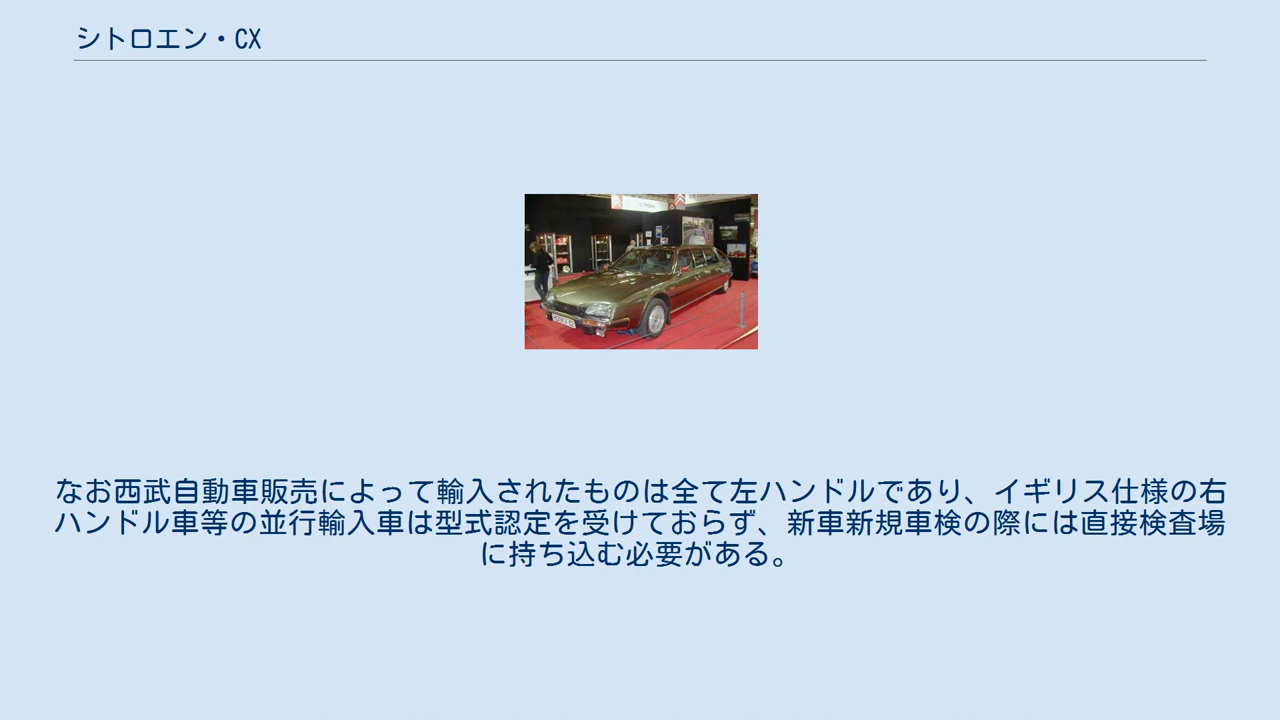 シトロエン・CX
なお西武自動車販売によって輸入されたものは全て左ハンドルであり、イギリス仕様の右
ハンドル車等の並行輸入車は型式認定を受けておらず、新車新規車検の際には直接検査場
に持ち込む必要がある。